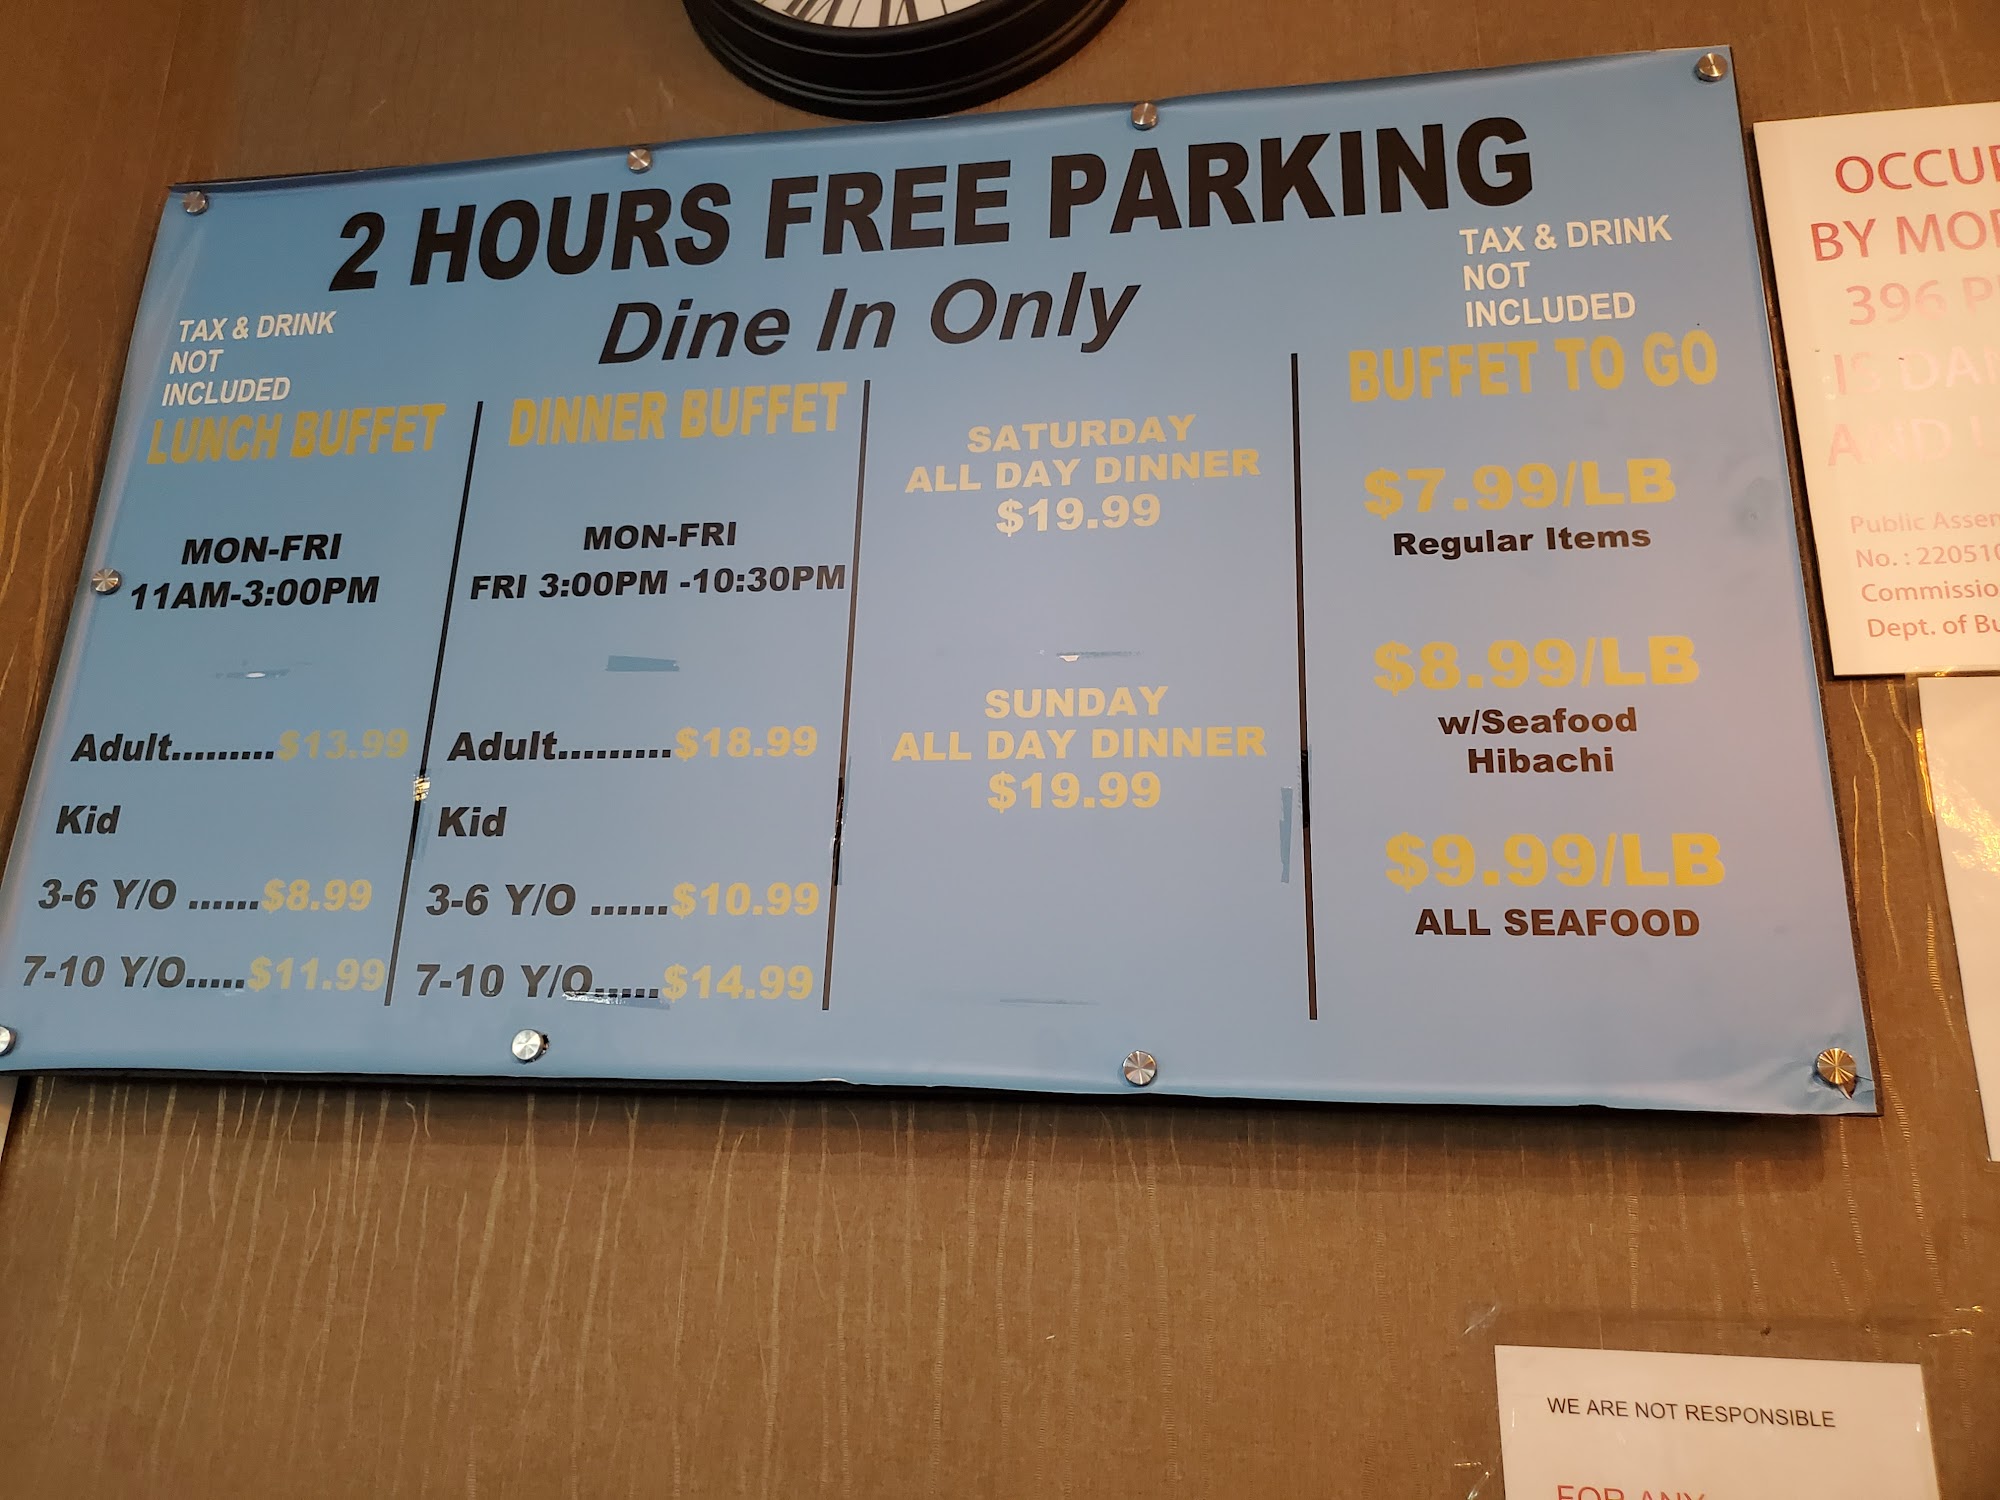 2 HOURS FREE PARKING
Dine In Only
TAX & DRINK
NOT
INCLUDED
LUNCH BUFFET
MON-FRI
11AM-3:00PM
Adult.........$13.99
Kid
3-6 Y/O ......$8.99
7-10 Y/O.....$11.99
DINNER BUFFET
MON-FRI
FRI 3:00PM -10:30PM
Adult.........$18.99
Kid
3-6 Y/O ......$10.99
7-10 Y/O.....$14.99
SATURDAY
ALL DAY DINNER
$19.99
SUNDAY
ALL DAY DINNER
$19.99
TAX & DRINK
NOT
INCLUDED
BUFFET TO GO
$7.99/LB
Regular Items
$8.99/LB
w/Seafood
Hibachi
$9.99/LB
ALL SEAFOOD
BY
396
IS
AND
Public
No. :
Dept. of
WE ARE NOT RESPONSIBLE
FOR ANY